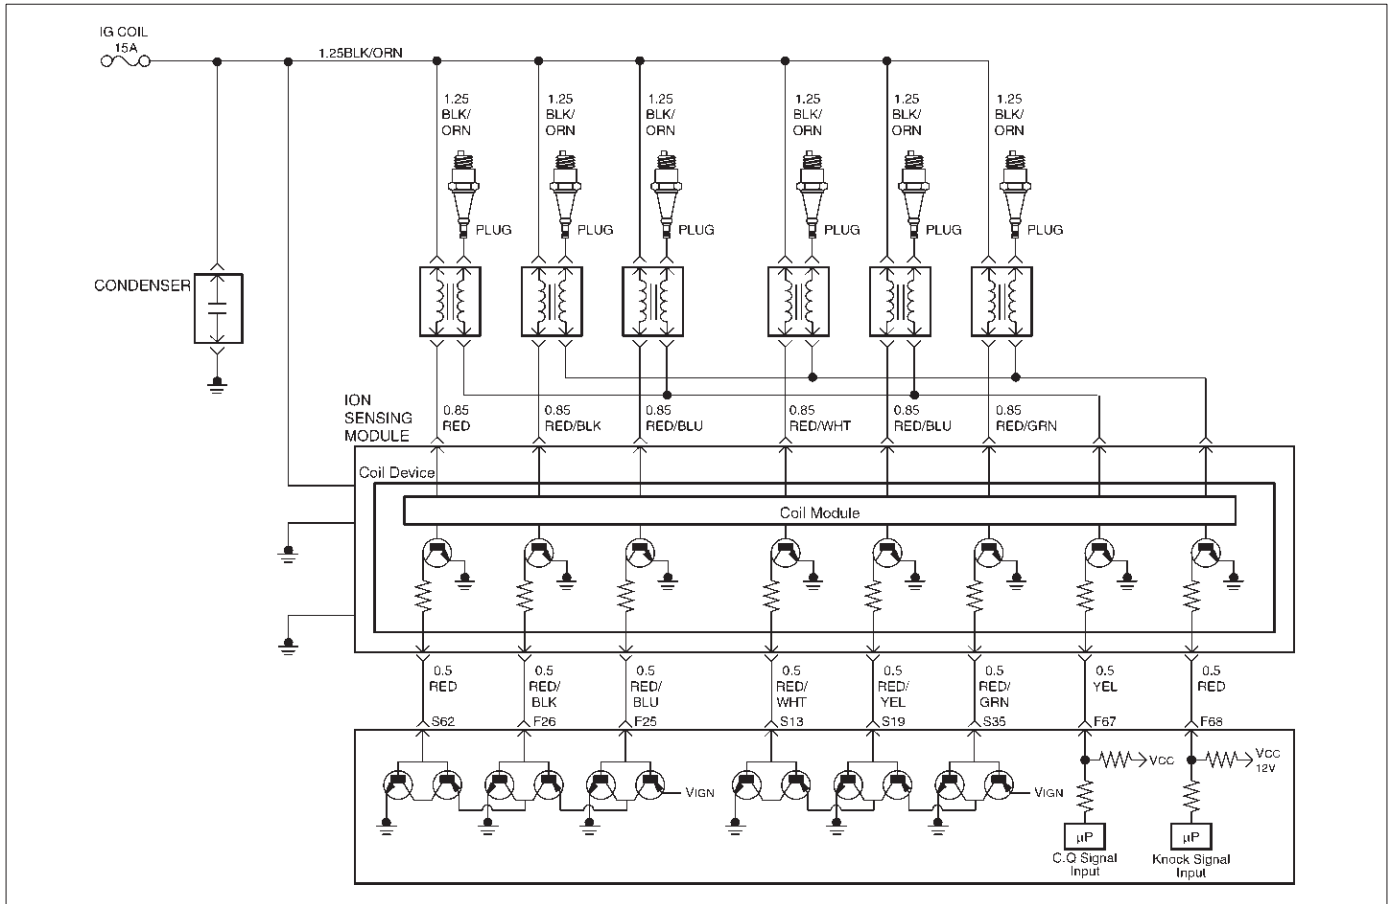 IG COIL
15A
1.25BLK/ORN
1.25
BLK/
ORN
1.25
BLK/
ORN
1.25
BLK/
ORN
1.25
BLK/
ORN
1.25
BLK/
ORN
1.25
BLK/
ORN
PLUG
PLUG
PLUG
PLUG
PLUG
PLUG
CONDENSER
ION
SENSING
MODULE
0.85
RED
0.85
RED/BLK
0.85
RED/BLU
0.85
RED/WHT
0.85
RED/BLU
0.85
RED/GRN
Coil Device
Coil Module
0.5
RED
0.5
RED/
BLK
0.5
RED/
BLU
0.5
RED/
WHT
0.5
RED/
YEL
0.5
RED/
GRN
0.5
YEL
0.5
RED
S62
F26
F25
S13
S19
S35
F67
F68
VIGN
VIGN
VCC
VCC
12V
µP
µP
C.Q Signal
Input
Knock Signal
Input